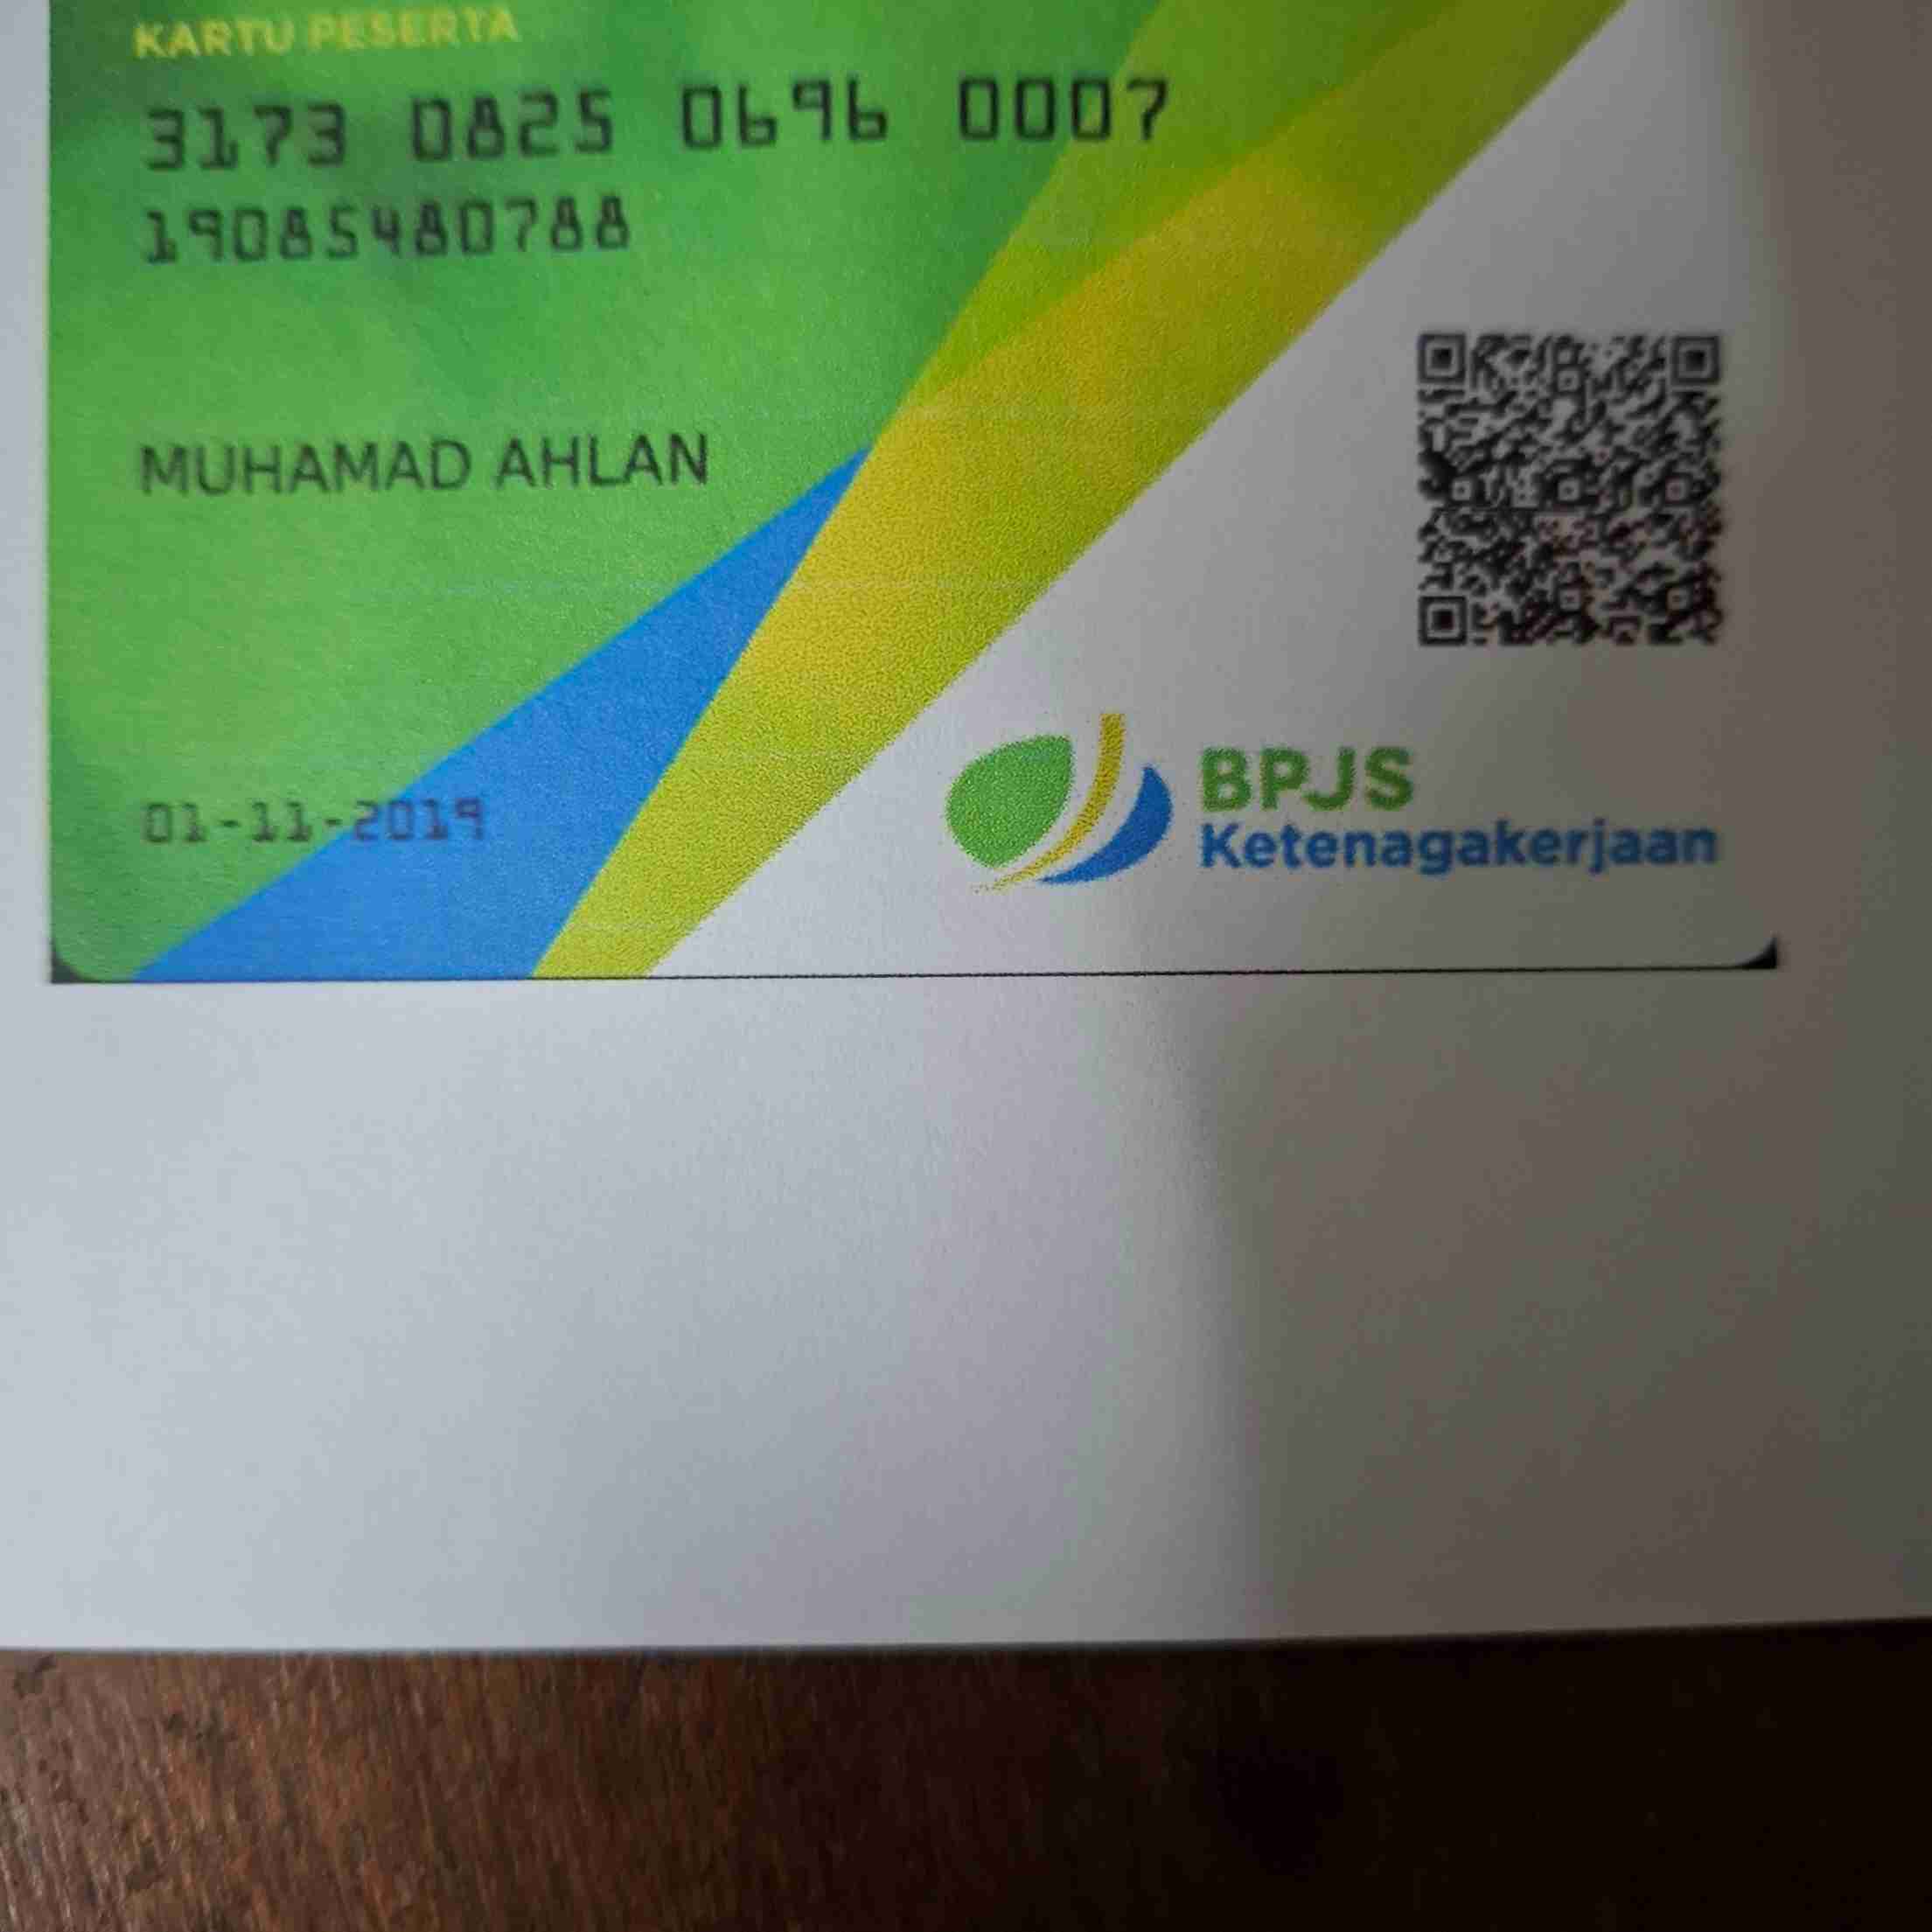 KARTU PESERTA
3173 0825 0696 0007
19085480788
MUHAMAD AHLAN
01-11-2019
BPJS
Ketenagakerjaan